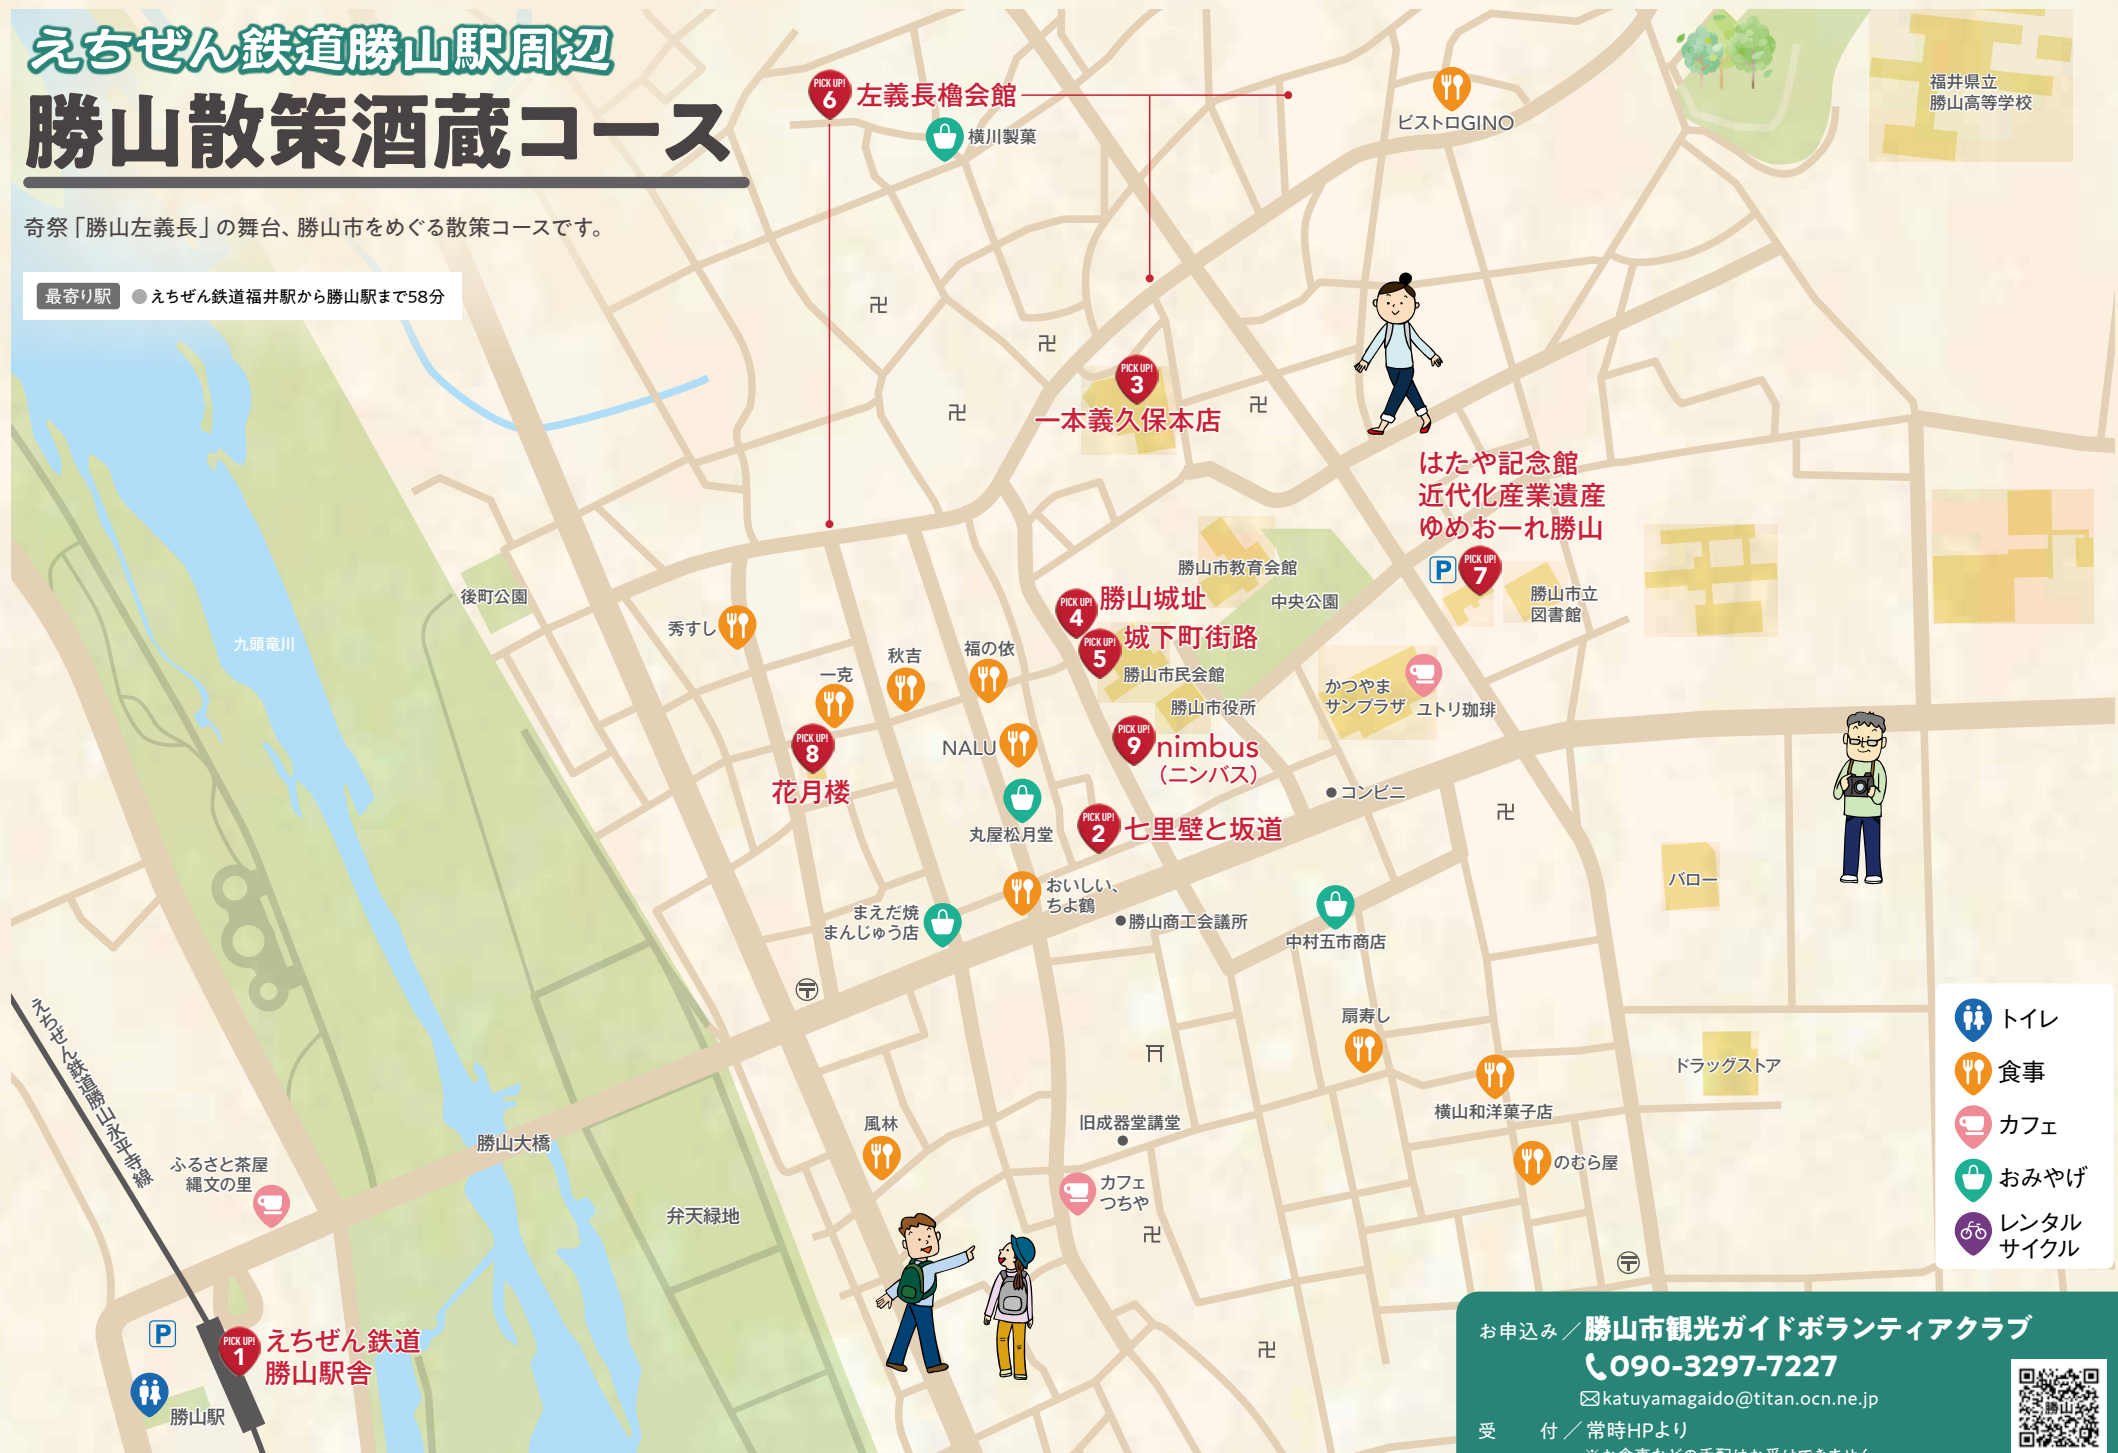 えちぜん鉄道勝山駅周辺
勝山散策酒蔵コース
奇祭「勝山左義長」の舞台、勝山市をめぐる散策コースです。
最寄り駅 ●えちぜん鉄道福井駅から勝山駅まで58分
PICK UP! 6 左義長櫓会館
横川製菓
ビストロGINO
福井県立
勝山高等学校
PICK UP! 3
一本義久保本店
はたや記念館
近代化産業遺産
ゆめおーれ勝山
P PICK UP! 7
勝山市立
図書館
勝山市教育会館
中央公園
PICK UP! 4 勝山城址
PICK UP! 5 城下町街路
勝山市民会館
勝山市役所
後町公園
九頭竜川
秀すし
一克
秋吉
福の依
かつやま
サンプラザ
ユトリ珈琲
PICK UP! 8
花月楼
NALU
PICK UP! 9 nimbus
(ニンバス)
コンビニ
丸屋松月堂
PICK UP! 2 七里壁と坂道
バロー
おいしい、
ちよ鶴
まえだ焼
まんじゅう店
勝山商工会議所
中村五市商店
えちぜん鉄道勝山永平寺線
扇寿し
ドラッグストア
横山和洋菓子店
のむら屋
風林
旧成器堂講堂
カフェ
つちや
勝山大橋
ふるさと茶屋
縄文の里
弁天緑地
P
PICK UP! 1 えちぜん鉄道
勝山駅舎
勝山駅
トイレ
食事
カフェ
おみやげ
レンタル
サイクル
お申込み/勝山市観光ガイドボランティアクラブ
090-3297-7227
katuyamagaido@titan.ocn.ne.jp
受 付/常時HPより
勝山